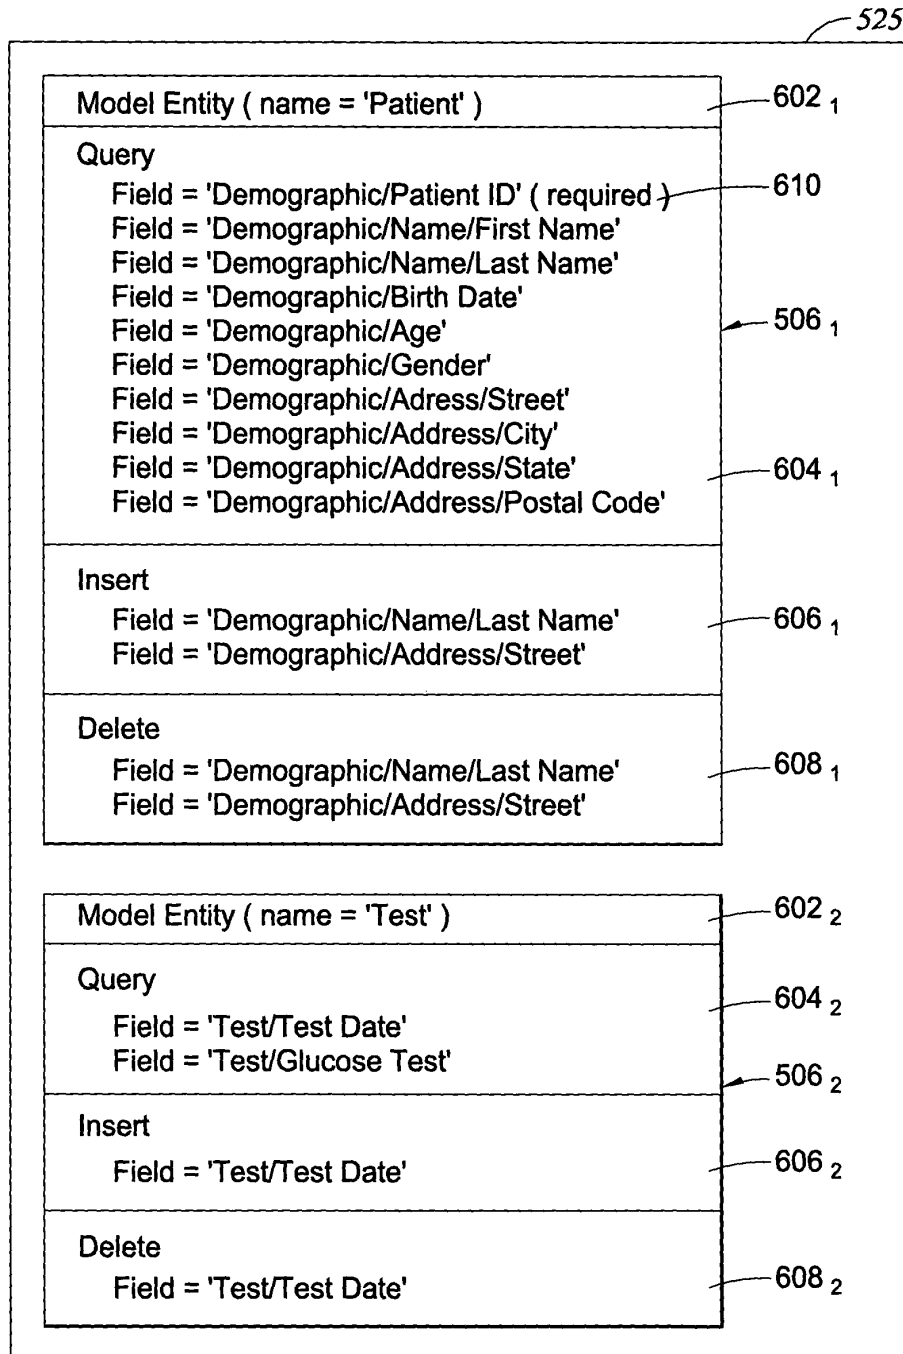 525
Model Entity ( name = 'Patient' ) 602 1
Query
Field = 'Demographic/Patient ID' ( required ) 610
Field = 'Demographic/Name/First Name'
Field = 'Demographic/Name/Last Name'
Field = 'Demographic/Birth Date'
Field = 'Demographic/Age' 506 1
Field = 'Demographic/Gender'
Field = 'Demographic/Adress/Street'
Field = 'Demographic/Address/City'
Field = 'Demographic/Address/State' 604 1
Field = 'Demographic/Address/Postal Code'
Insert
Field = 'Demographic/Name/Last Name' 606 1
Field = 'Demographic/Address/Street'
Delete
Field = 'Demographic/Name/Last Name' 608 1
Field = 'Demographic/Address/Street'
Model Entity ( name = 'Test' ) 602 2
Query 604 2
Field = 'Test/Test Date'
Field = 'Test/Glucose Test'
506 2
Insert
Field = 'Test/Test Date' 606 2
Delete
Field = 'Test/Test Date' 608 2